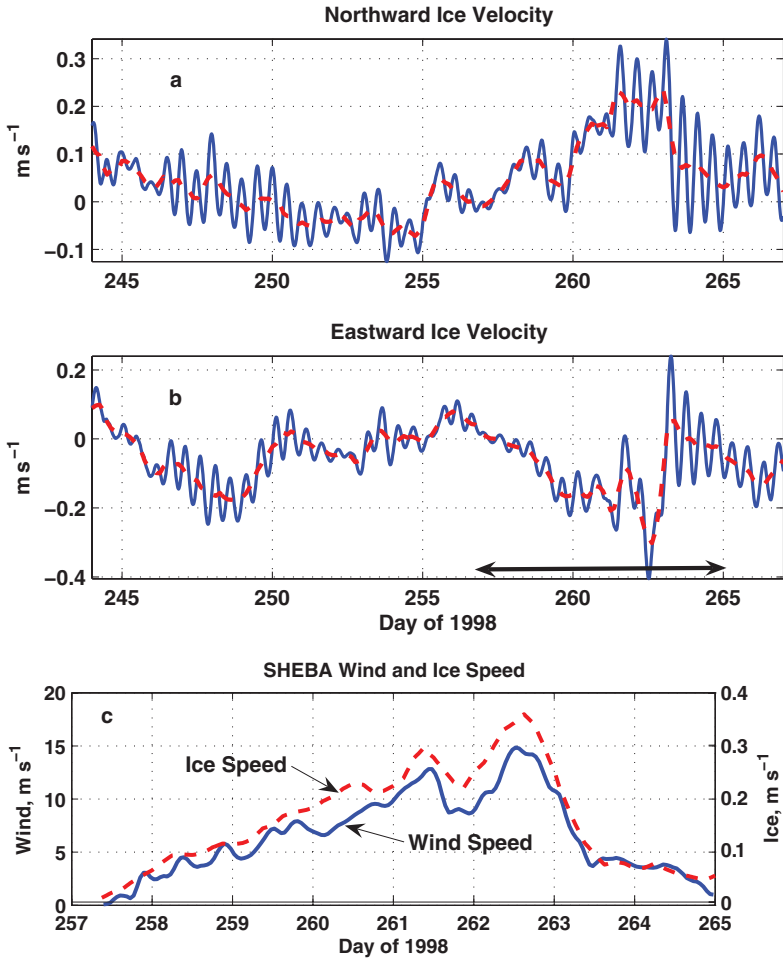 Northward Ice Velocity
a
m s⁻¹
0.3
0.2
0.1
0
−0.1
245 250 255 260 265
Eastward Ice Velocity
b
m s⁻¹
0.2
0
−0.2
−0.4
245 250 255 260 265
Day of 1998
SHEBA Wind and Ice Speed
c
Wind, m s⁻¹
20
15
10
5
0
Ice Speed
Wind Speed
0.4
0.3
0.2
0.1
0
Ice, m s⁻¹
257 258 259 260 261 262 263 264 265
Day of 1998